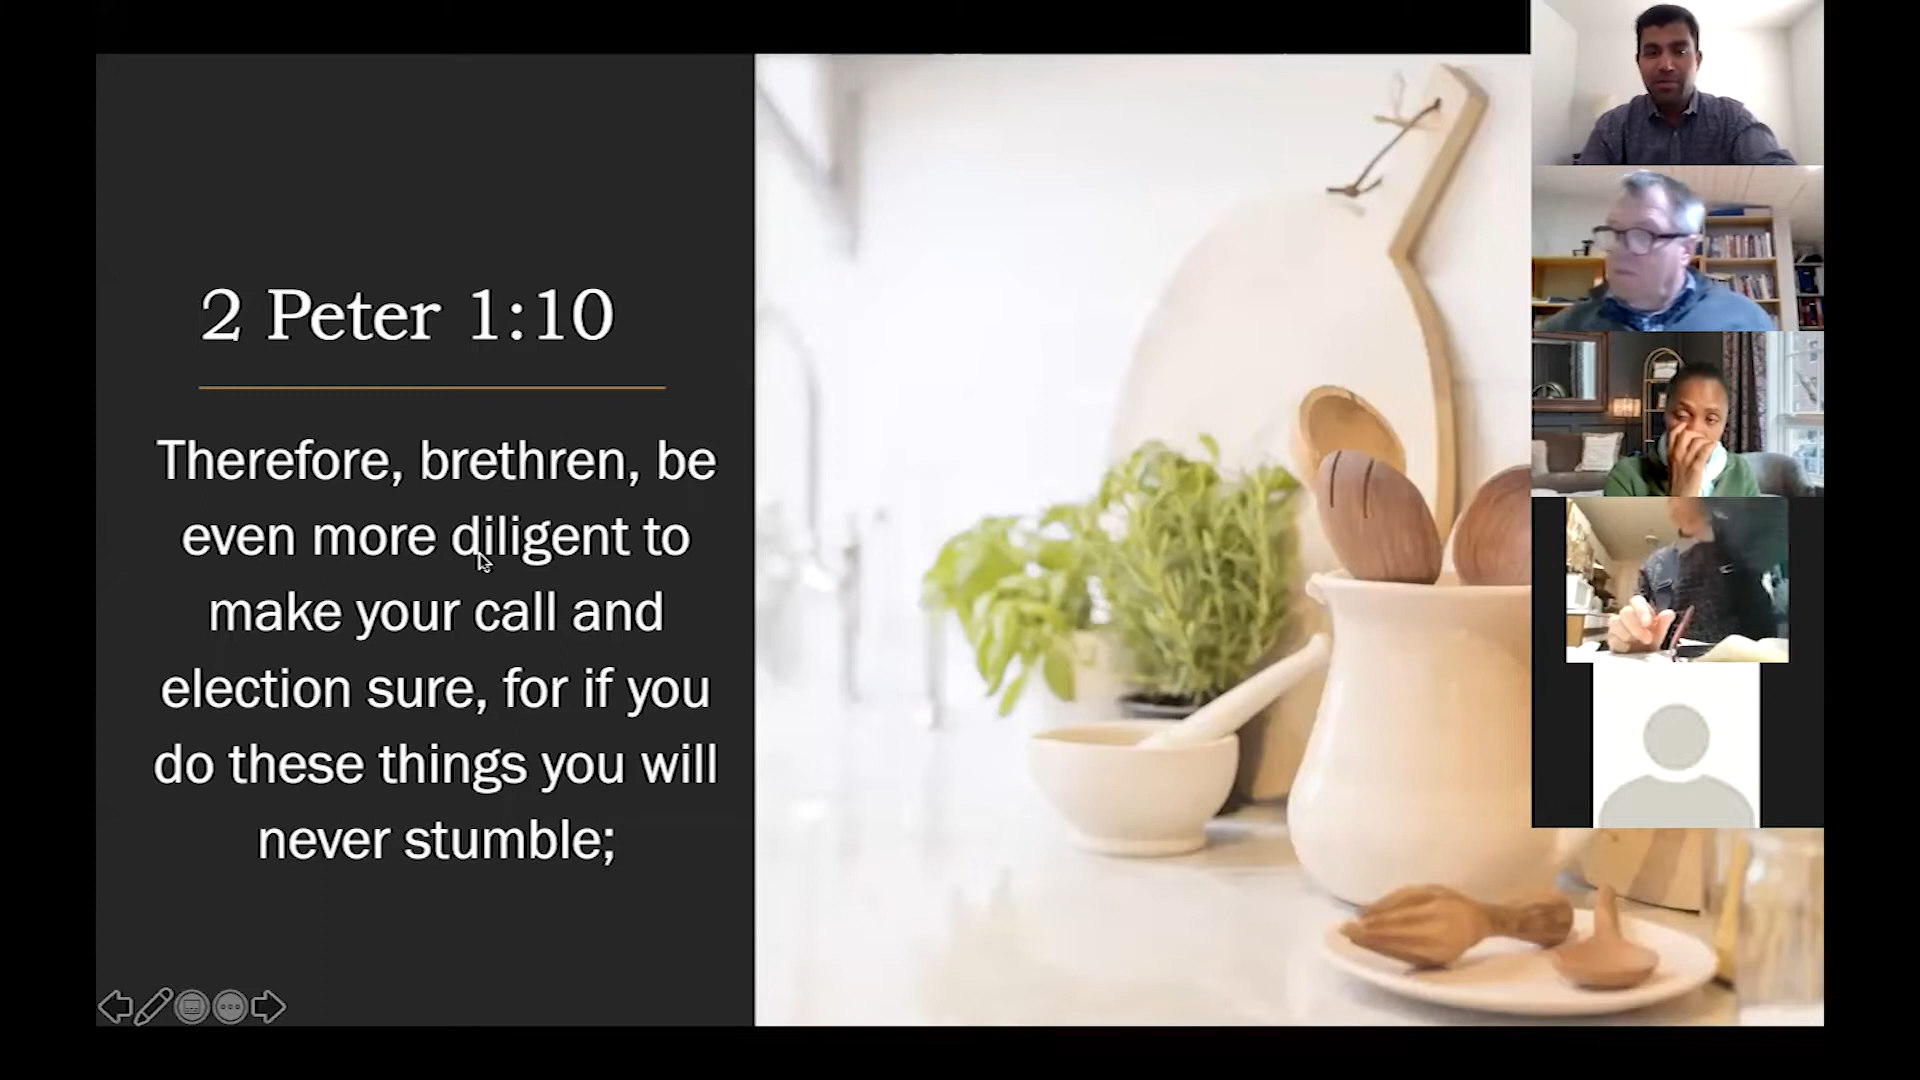 2 Peter 1:10
Therefore, brethren, be
even more diligent to
make your call and
election sure, for if you
do these things you will
never stumble;